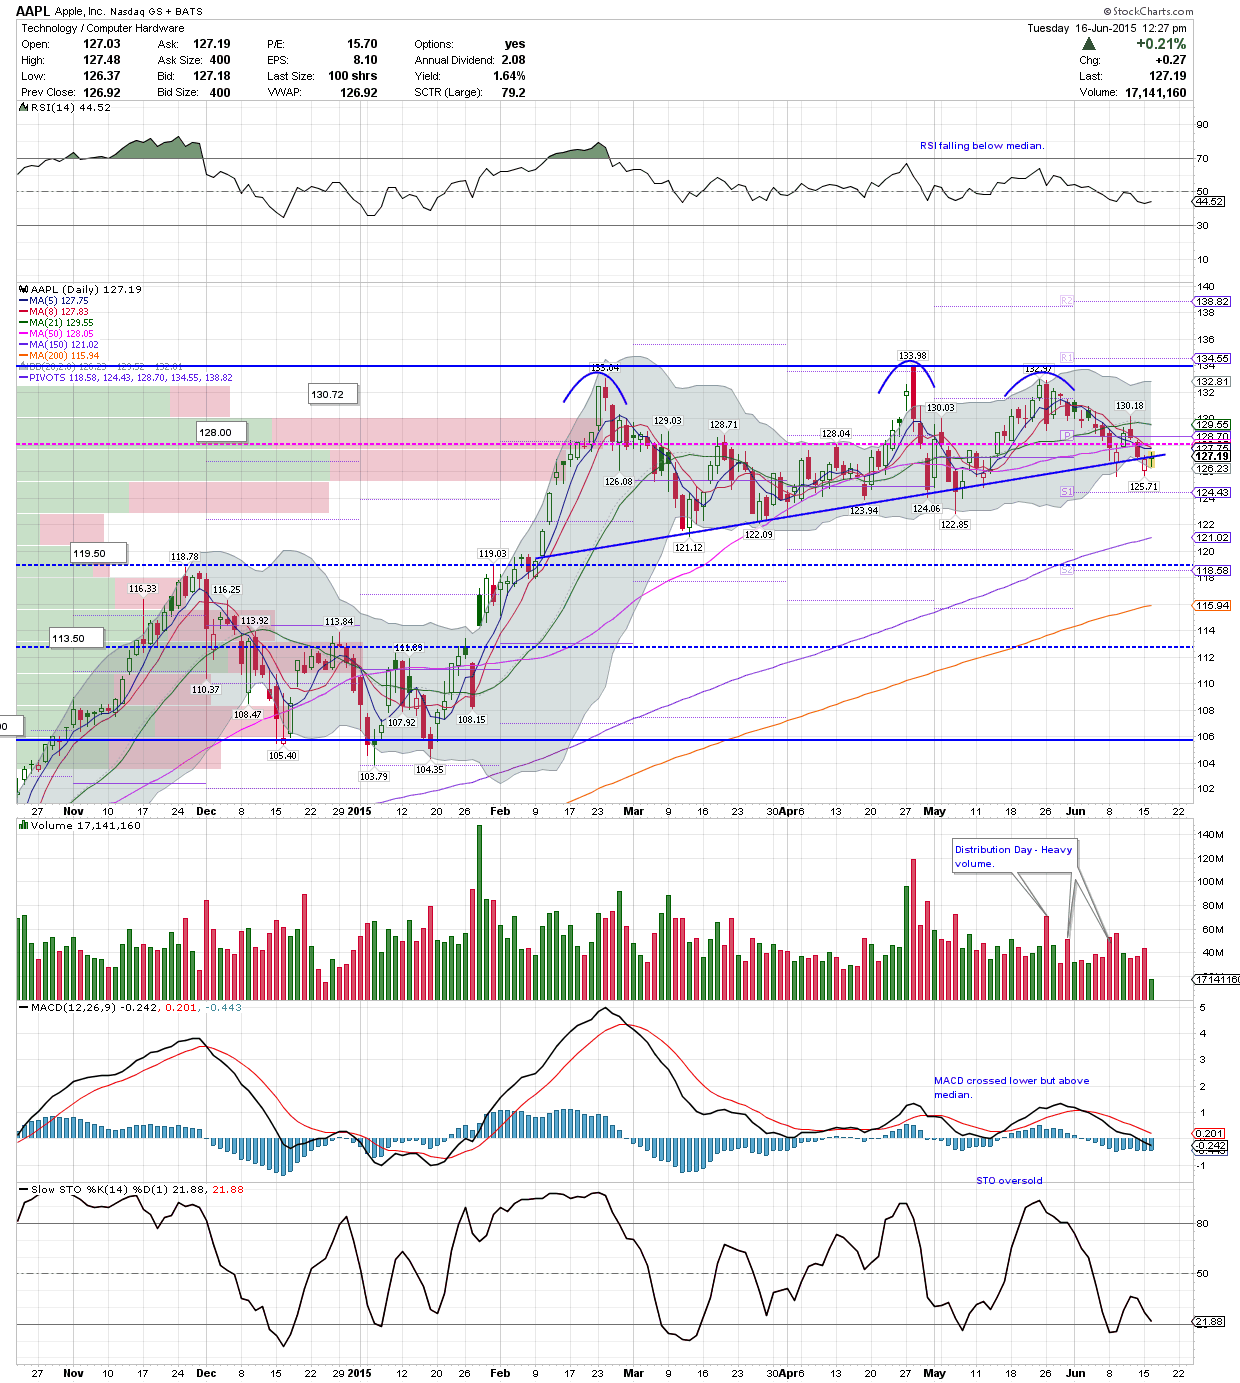 AAPL Apple, Inc. Nasdaq GS + BATS
© StockCharts.com
Technology / Computer Hardware
Tuesday 16-Jun-2015 12:27 pm
Open: 127.03 Ask: 127.19 P/E: 15.70 Options: yes
+0.21%
High: 127.48 Ask Size: 400 EPS: 8.10 Annual Dividend: 2.08
Chg: +0.27
Low: 126.37 Bid: 127.18 Last Size: 100 shrs Yield: 1.64%
Last: 127.19
Prev Close: 126.92 Bid Size: 400 VWAP: 126.92 SCTR (Large): 79.2
Volume: 17,141,160
RSI(14) 44.52
RSI falling below median.
90
70
50
44.52
30
10
AAPL (Daily) 127.19
MA(5) 127.75
MA(8) 127.83
MA(21) 129.55
MA(50) 128.05
MA(150) 121.02
MA(200) 115.94
PIVOTS 118.58, 124.43, 128.70, 134.55, 138.82
140
R2
138.82
138
136
R1
134.55
134
133.04
133.98
132.97
132.81
132
130.72
130.03
130.18
129.55
128.00
129.03
128.71
128.04
P
128.70
127.75
127.19
126.23
126.08
125.71
S1
124.43
124
123.94
124.06
122.85
122
122.09
121.12
121.02
120
119.50
118.78
119.03
S2
118.58
118
116.33
116.25
115.94
113.92
113.84
114
113.50
111.89
112
110.37
110
108.47
107.92
108.15
108
106
105.40
103.79
104.35
104
102
27 Nov 10 17 24 Dec 8 15 22 29 2015 12 20 26 Feb 9 17 23 Mar 9 16 23 30 Apr 6 13 20 27 May 11 18 26 Jun 8 15 22
Volume 17,141,160
Distribution Day - Heavy
volume.
140M
120M
100M
80M
60M
40M
17141160
MACD(12,26,9) -0.242, 0.201, -0.443
MACD crossed lower but above
median.
5
4
3
2
1
0.201
-0.242
-1
Slow STO %K(14) %D(1) 21.88, 21.88
STO oversold
80
50
21.88
27 Nov 10 17 24 Dec 8 15 22 29 2015 12 20 26 Feb 9 17 23 Mar 9 16 23 30 Apr 6 13 20 27 May 11 18 26 Jun 8 15 22